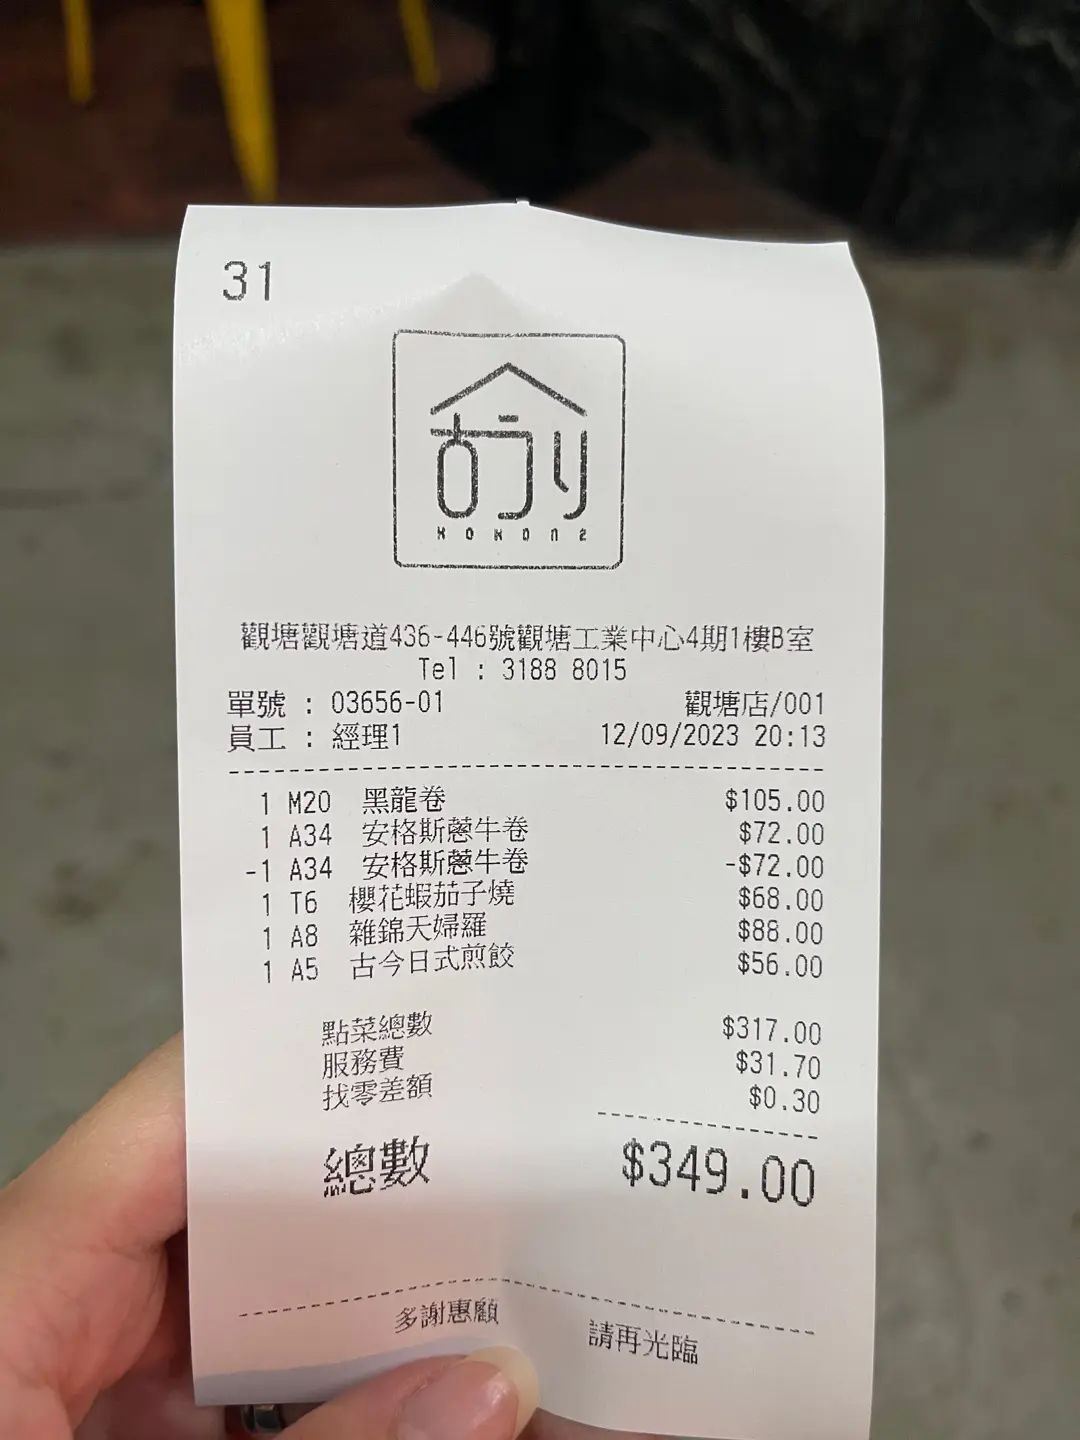 31
KOKON2
觀塘觀塘道436-446號觀塘工業中心4期1樓B室
Tel : 3188 8015
單號 : 03656-01 觀塘店/001
員工 : 經理1 12/09/2023 20:13
1 M20 黑龍卷 $105.00
1 A34 安格斯蔥牛卷 $72.00
-1 A34 安格斯蔥牛卷 -$72.00
1 T6 櫻花蝦茄子燒 $68.00
1 A8 雜錦天婦羅 $88.00
1 A5 古今日式煎餃 $56.00
點菜總數 $317.00
服務費 $31.70
找零差額 $0.30
總數 $349.00
多謝惠顧 請再光臨